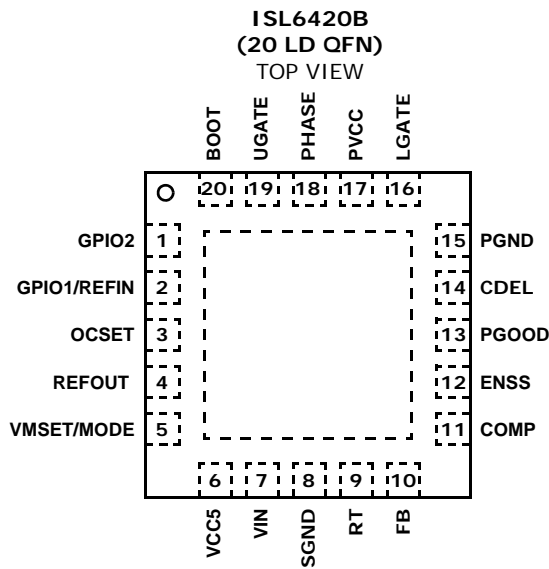 ISL6420B
(20 LD QFN)
TOP VIEW
BOOT UGATE PHASE PVCC LGATE
20 19 18 17 16
GPIO2 1 15 PGND
GPIO1/REFIN 2 14 CDEL
OCSET 3 13 PGOOD
REFOUT 4 12 ENSS
VMSET/MODE 5 11 COMP
6 7 8 9 10
VCC5 VIN SGND RT FB